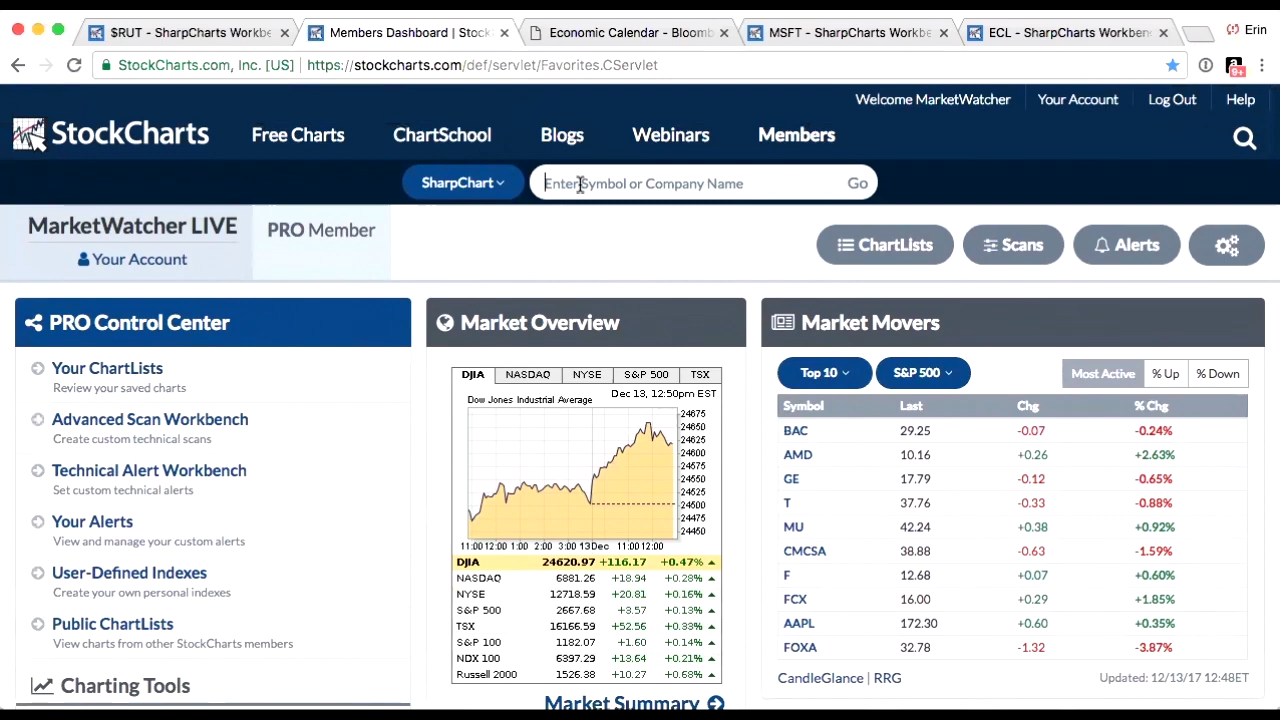 $RUT - SharpCharts Workb
Members Dashboard | Stock
Economic Calendar - Bloomb
MSFT - SharpCharts Workbe
ECL - SharpCharts Workben
Erin
StockCharts.com, Inc. [US] | https://stockcharts.com/def/servlet/Favorites.CServlet
9+
Welcome MarketWatcher
Your Account
Log Out
Help
StockCharts
Free Charts
ChartSchool
Blogs
Webinars
Members
SharpChart
Enter Symbol or Company Name
Go
MarketWatcher LIVE
Your Account
PRO Member
ChartLists
Scans
Alerts
PRO Control Center
Your ChartLists
Review your saved charts
Advanced Scan Workbench
Create custom technical scans
Technical Alert Workbench
Set custom technical alerts
Your Alerts
View and manage your custom alerts
User-Defined Indexes
Create your own personal indexes
Public ChartLists
View charts from other StockCharts members
Charting Tools
Market Overview
DJIA NASDAQ NYSE S&P 500 TSX
Dec 13, 12:50pm EST
Dow Jones Industrial Average
24675
24650
24625
24600
24575
24550
24525
24500
24475
24450
11:00 12:00 1:00 2:00 3:00 13Dec 11:00 12:00
DJIA 24620.97 +116.17 +0.47%
NASDAQ 6881.26 +18.94 +0.28%
NYSE 12718.59 +20.81 +0.16%
S&P 500 2667.68 +3.57 +0.13%
TSX 16166.59 +52.56 +0.33%
S&P 100 1182.07 +1.60 +0.14%
NDX 100 6397.29 +13.64 +0.21%
Russell 2000 1526.38 +10.27 +0.68%
Market Summary
Market Movers
Top 10
S&P 500
Most Active
% Up
% Down
Symbol Last Chg % Chg
BAC 29.25 -0.07 -0.24%
AMD 10.16 +0.26 +2.63%
GE 17.79 -0.12 -0.65%
T 37.76 -0.33 -0.88%
MU 42.24 +0.38 +0.92%
CMCSA 38.88 -0.63 -1.59%
F 12.68 +0.07 +0.60%
FCX 16.00 +0.29 +1.85%
AAPL 172.30 +0.60 +0.35%
FOXA 32.78 -1.32 -3.87%
CandleGlance | RRG
Updated: 12/13/17 12:48ET